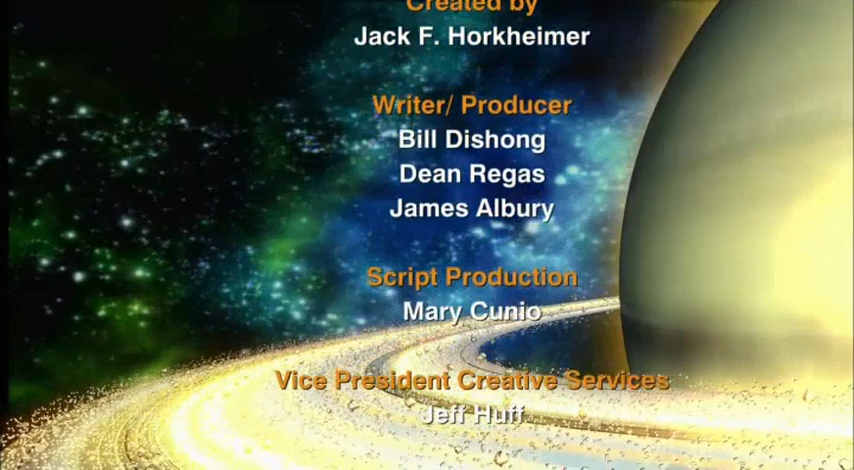 Created by
Jack F. Horkheimer
Writer/ Producer
Bill Dishong
Dean Regas
James Albury
Script Production
Mary Cunio
Vice President Creative Services
Jeff Huff